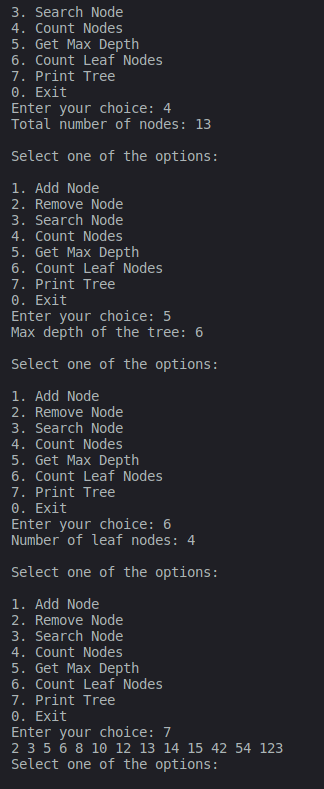 3. Search Node
4. Count Nodes
5. Get Max Depth
6. Count Leaf Nodes
7. Print Tree
0. Exit
Enter your choice: 4
Total number of nodes: 13
Select one of the options:
1. Add Node
2. Remove Node
3. Search Node
4. Count Nodes
5. Get Max Depth
6. Count Leaf Nodes
7. Print Tree
0. Exit
Enter your choice: 5
Max depth of the tree: 6
Select one of the options:
1. Add Node
2. Remove Node
3. Search Node
4. Count Nodes
5. Get Max Depth
6. Count Leaf Nodes
7. Print Tree
0. Exit
Enter your choice: 6
Number of leaf nodes: 4
Select one of the options:
1. Add Node
2. Remove Node
3. Search Node
4. Count Nodes
5. Get Max Depth
6. Count Leaf Nodes
7. Print Tree
0. Exit
Enter your choice: 7
2 3 5 6 8 10 12 13 14 15 42 54 123
Select one of the options: